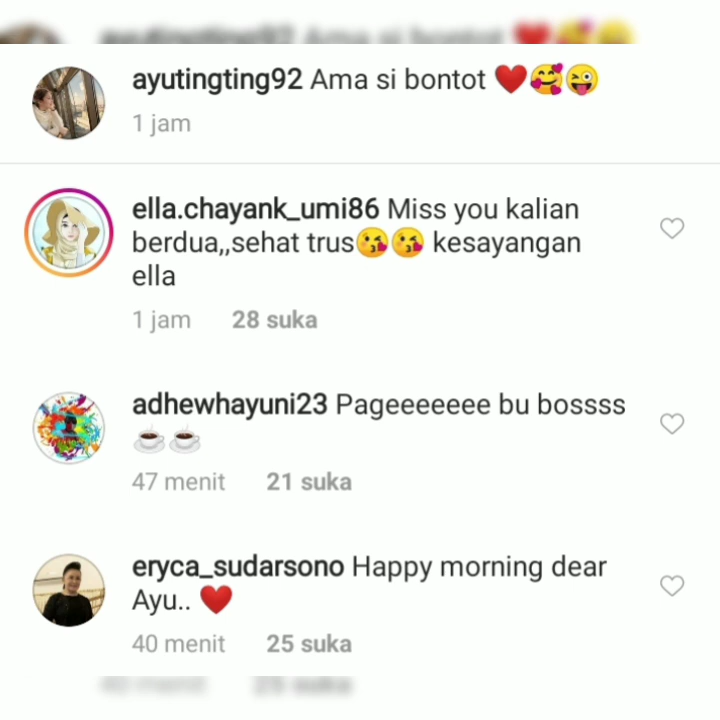 ayutingting92 Ama si bontot ❤️🥰😜
1 jam
ella.chayank_umi86 Miss you kalian
berdua,,sehat trus😘😘 kesayangan
ella
1 jam 28 suka
adhewhayuni23 Pageeeeeee bu bossss
☕☕
47 menit 21 suka
eryca_sudarsono Happy morning dear
Ayu.. ❤️
40 menit 25 suka